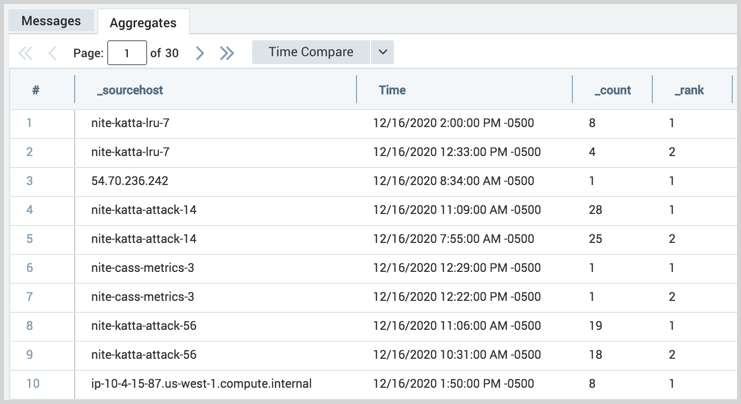 Messages Aggregates
Page: 1 of 30 Time Compare
# _sourcehost Time _count _rank
1 nite-katta-lru-7 12/16/2020 2:00:00 PM -0500 8 1
2 nite-katta-lru-7 12/16/2020 12:33:00 PM -0500 4 2
3 54.70.236.242 12/16/2020 8:34:00 AM -0500 1 1
4 nite-katta-attack-14 12/16/2020 11:09:00 AM -0500 28 1
5 nite-katta-attack-14 12/16/2020 7:55:00 AM -0500 25 2
6 nite-cass-metrics-3 12/16/2020 12:29:00 PM -0500 1 1
7 nite-cass-metrics-3 12/16/2020 12:22:00 PM -0500 1 2
8 nite-katta-attack-56 12/16/2020 11:06:00 AM -0500 19 1
9 nite-katta-attack-56 12/16/2020 10:31:00 AM -0500 18 2
10 ip-10-4-15-87.us-west-1.compute.internal 12/16/2020 1:50:00 PM -0500 8 1